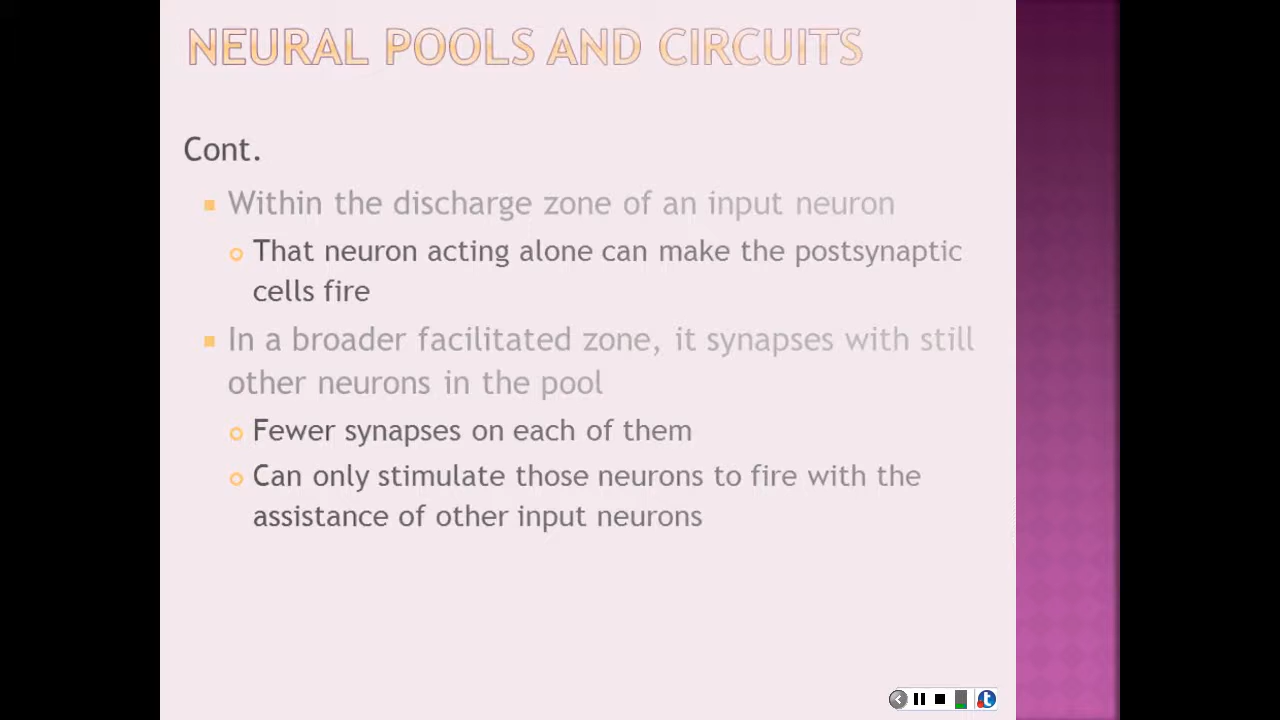 NEURAL POOLS AND CIRCUITS
Cont.
Within the discharge zone of an input neuron
That neuron acting alone can make the postsynaptic
cells fire
In a broader facilitated zone, it synapses with still
other neurons in the pool
Fewer synapses on each of them
Can only stimulate those neurons to fire with the
assistance of other input neurons
t